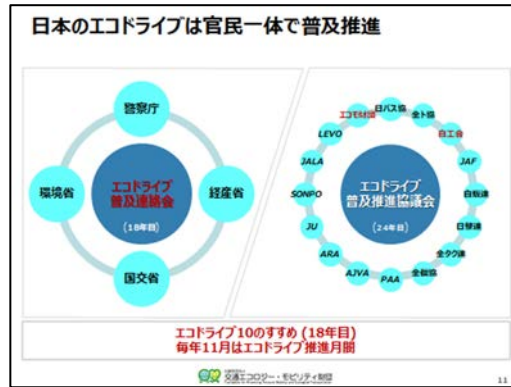 日本のエコドライブは官民一体で普及推進
警察庁
環境省
エコドライブ
普及連絡会
(18年目)
経産省
国交省
エコモ財団
日バス協
全ト協
自工会
LEVO
JALA
JAF
SONPO
エコドライブ
普及推進協議会
(24年目)
自販連
JU
日整連
ARA
全タク連
AJVA
PAA
全個協
エコドライブ10のすすめ (18年目)
毎年11月はエコドライブ推進月間
交通エコロジー・モビリティ財団
11